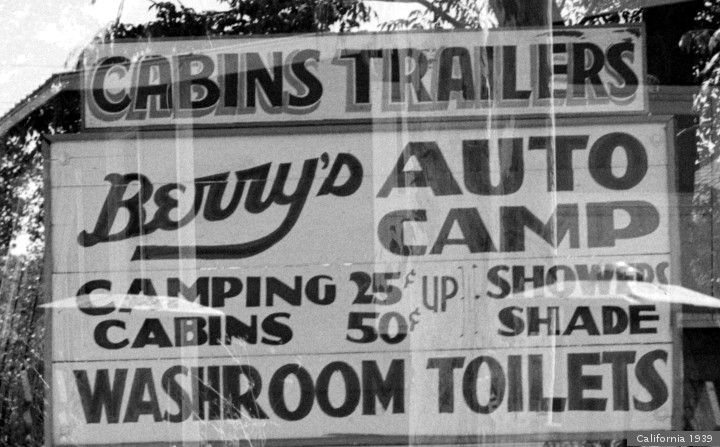 CABINS TRAILERS
Berry's AUTO
CAMP
CAMPING 25¢ UP SHOWERS
CABINS 50¢ SHADE
WASHROOM TOILETS
California 1939